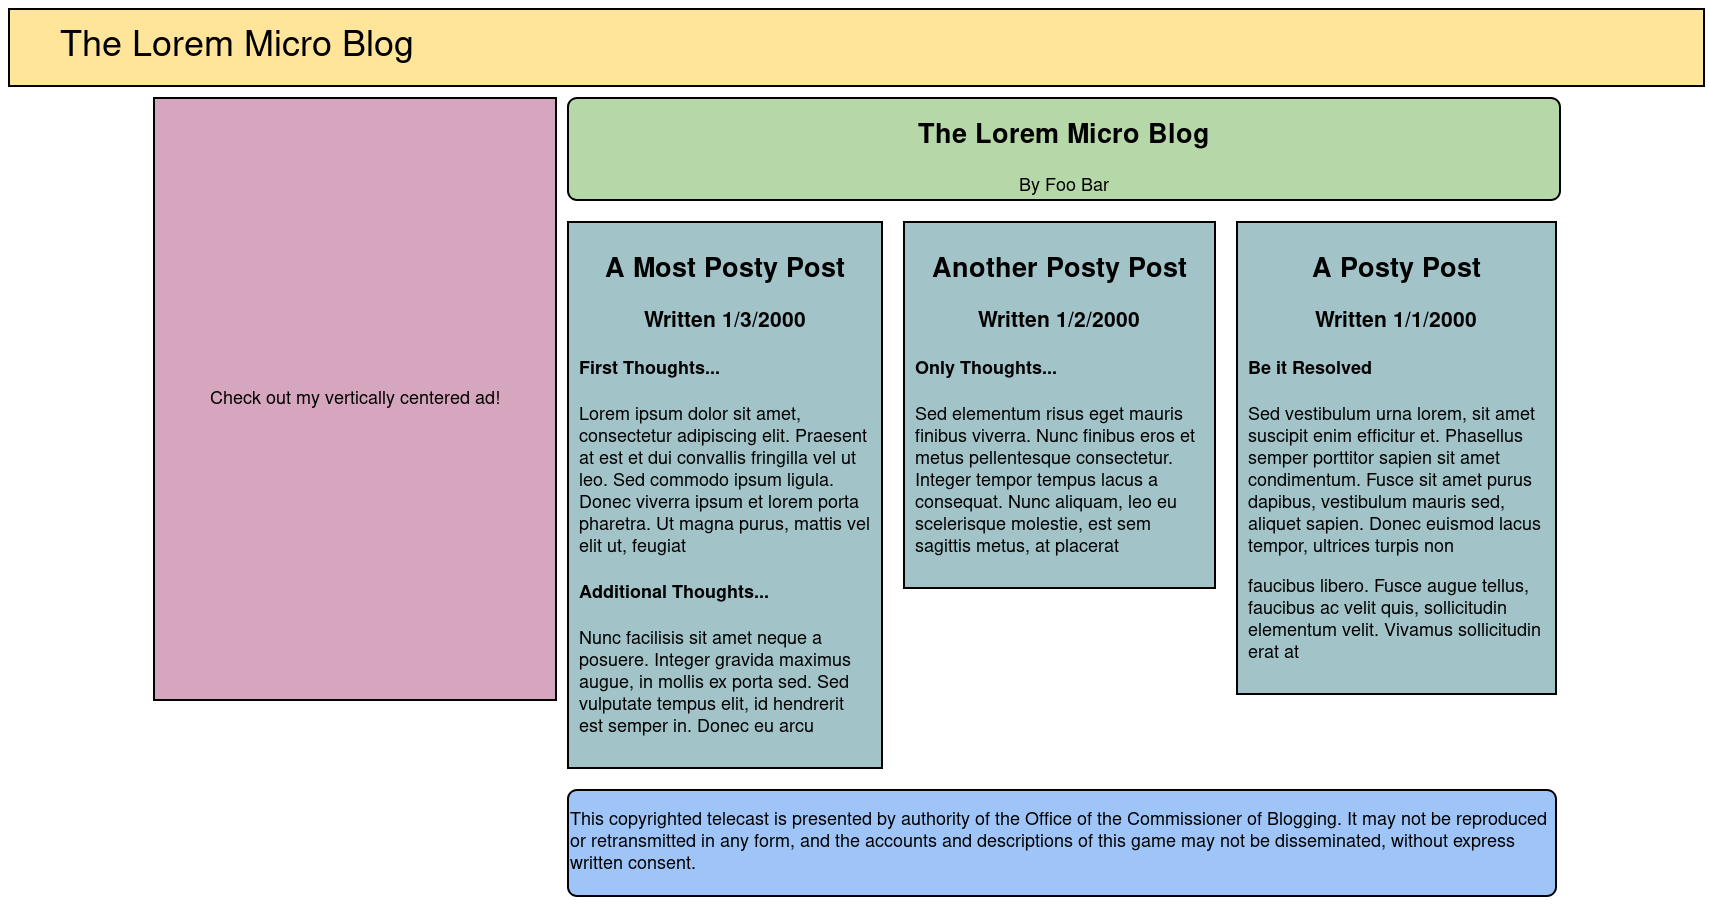 The Lorem Micro Blog
Check out my vertically centered ad!
The Lorem Micro Blog
By Foo Bar
A Most Posty Post
Written 1/3/2000
First Thoughts...
Lorem ipsum dolor sit amet,
consectetur adipiscing elit. Praesent
at est et dui convallis fringilla vel ut
leo. Sed commodo ipsum ligula.
Donec viverra ipsum et lorem porta
pharetra. Ut magna purus, mattis vel
elit ut, feugiat
Additional Thoughts...
Nunc facilisis sit amet neque a
posuere. Integer gravida maximus
augue, in mollis ex porta sed. Sed
vulputate tempus elit, id hendrerit
est semper in. Donec eu arcu
Another Posty Post
Written 1/2/2000
Only Thoughts...
Sed elementum risus eget mauris
finibus viverra. Nunc finibus eros et
metus pellentesque consectetur.
Integer tempor tempus lacus a
consequat. Nunc aliquam, leo eu
scelerisque molestie, est sem
sagittis metus, at placerat
A Posty Post
Written 1/1/2000
Be it Resolved
Sed vestibulum urna lorem, sit amet
suscipit enim efficitur et. Phasellus
semper porttitor sapien sit amet
condimentum. Fusce sit amet purus
dapibus, vestibulum mauris sed,
aliquet sapien. Donec euismod lacus
tempor, ultrices turpis non
faucibus libero. Fusce augue tellus,
faucibus ac velit quis, sollicitudin
elementum velit. Vivamus sollicitudin
erat at
This copyrighted telecast is presented by authority of the Office of the Commissioner of Blogging. It may not be reproduced
or retransmitted in any form, and the accounts and descriptions of this game may not be disseminated, without express
written consent.